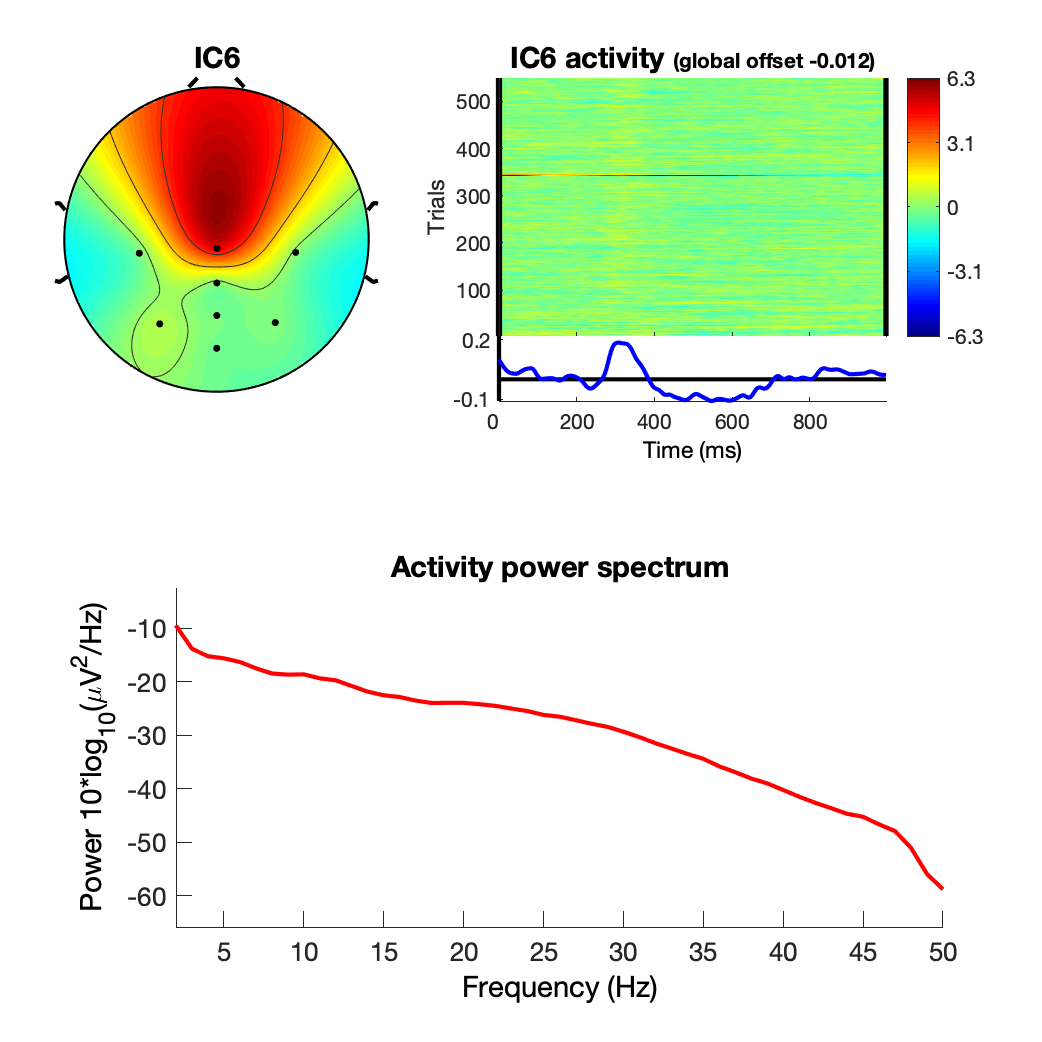 IC6
IC6 activity (global offset -0.012)
Trials
500
400
300
200
100
0.2
-0.1
0 200 400 600 800
Time (ms)
6.3
3.1
0
-3.1
-6.3
Activity power spectrum
Power 10*log10(μV2/Hz)
-10
-20
-30
-40
-50
-60
5 10 15 20 25 30 35 40 45 50
Frequency (Hz)